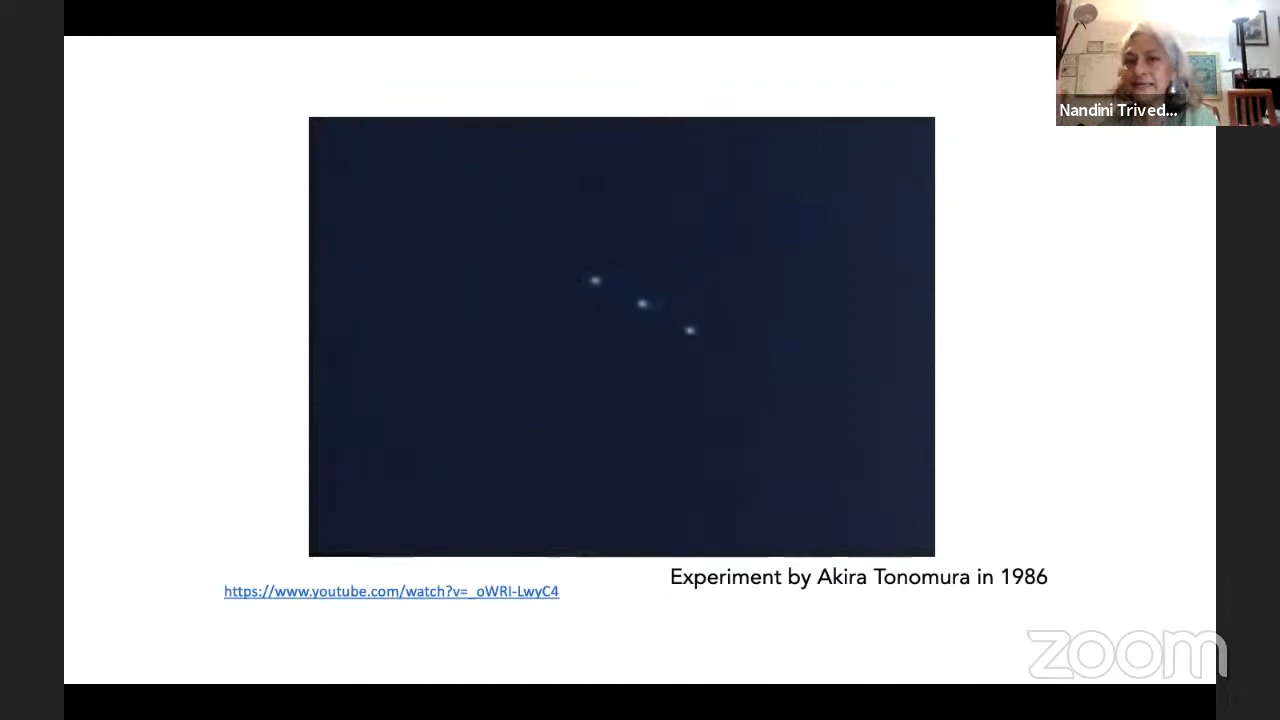 Nandini Trived...
https://www.youtube.com/watch?v=_oWRI-LwyC4
Experiment by Akira Tonomura in 1986
zoom